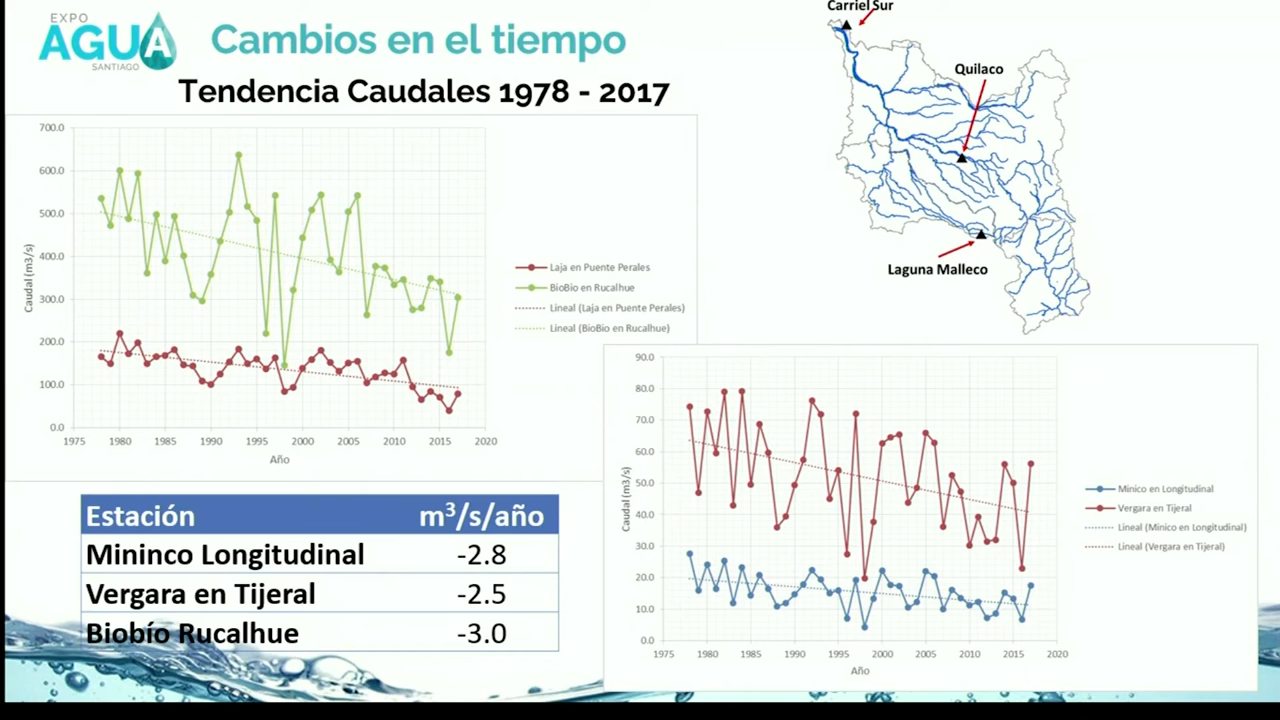 EXPO
AGUA
SANTIAGO
Cambios en el tiempo
Tendencia Caudales 1978 - 2017
Carriel Sur
Quilaco
Laguna Malleco
700.0
600.0
500.0
400.0
300.0
200.0
100.0
0.0
1975 1980 1985 1990 1995 2000 2005 2010 2015 2020
Caudal (m3/s)
Año
Laja en Puente Perales
BioBio en Rucalhue
Lineal (Laja en Puente Perales)
Lineal (BioBio en Rucalhue)
90.0
80.0
70.0
60.0
50.0
40.0
30.0
20.0
10.0
0.0
1975 1980 1985 1990 1995 2000 2005 2010 2015 2020
Caudal (m3/s)
Año
Minico en Longitudinal
Vergara en Tijeral
Lineal (Minico en Longitudinal)
Lineal (Vergara en Tijeral)
Estación m³/s/año
Mininco Longitudinal -2.8
Vergara en Tijeral -2.5
Biobío Rucalhue -3.0